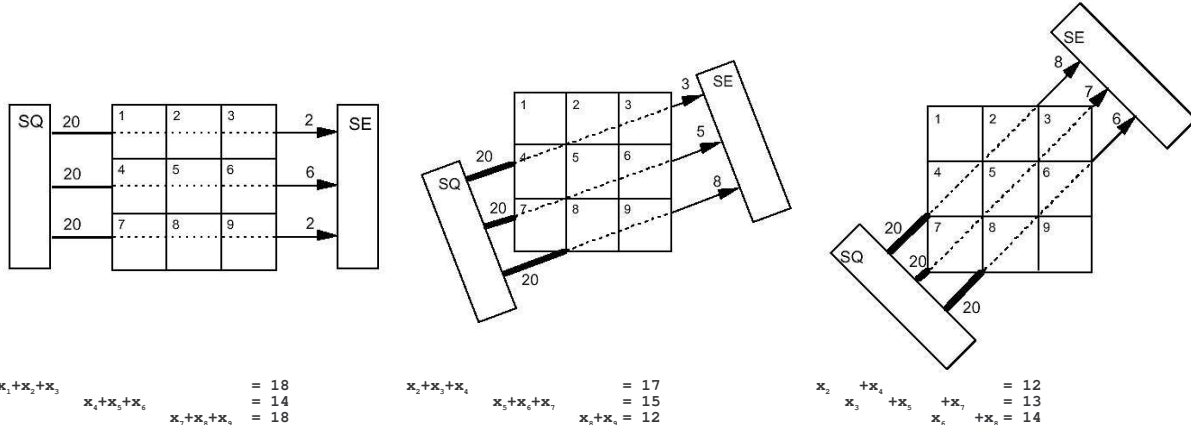 SQ 20 20 20
1 2 3
4 5 6
7 8 9
2 6 2 SE
SQ 20 20 20
1 2 3
4 5 6
7 8 9
3 5 8 SE
SQ 20 20 20
1 2 3
4 5 6
7 8 9
8 7 6 SE
x₁+x₂+x₃ = 18
x₄+x₅+x₆ = 14
x₇+x₈+x₉ = 18
x₂+x₃+x₄ = 17
x₅+x₆+x₇ = 15
x₈+x₉ = 12
x₂ +x₄ = 12
x₃ +x₅ +x₇ = 13
x₆ +x₈ = 14